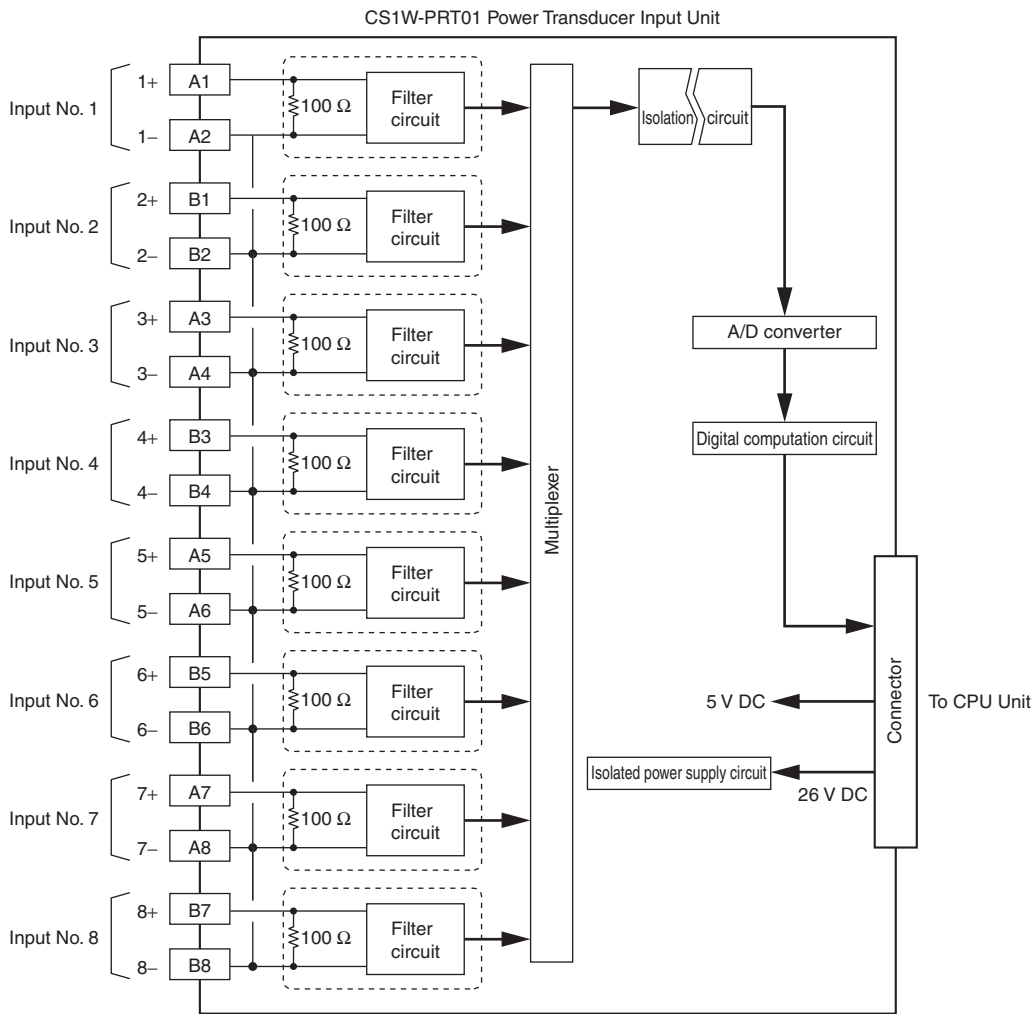 CS1W-PRT01 Power Transducer Input Unit
Input No. 1
1+
A1
1−
A2
100 Ω
Filter
circuit
Input No. 2
2+
B1
2−
B2
100 Ω
Filter
circuit
Input No. 3
3+
A3
3−
A4
100 Ω
Filter
circuit
Input No. 4
4+
B3
4−
B4
100 Ω
Filter
circuit
Input No. 5
5+
A5
5−
A6
100 Ω
Filter
circuit
Input No. 6
6+
B5
6−
B6
100 Ω
Filter
circuit
Input No. 7
7+
A7
7−
A8
100 Ω
Filter
circuit
Input No. 8
8+
B7
8−
B8
100 Ω
Filter
circuit
Multiplexer
Isolation circuit
A/D converter
Digital computation circuit
5 V DC
Isolated power supply circuit
26 V DC
Connector
To CPU Unit